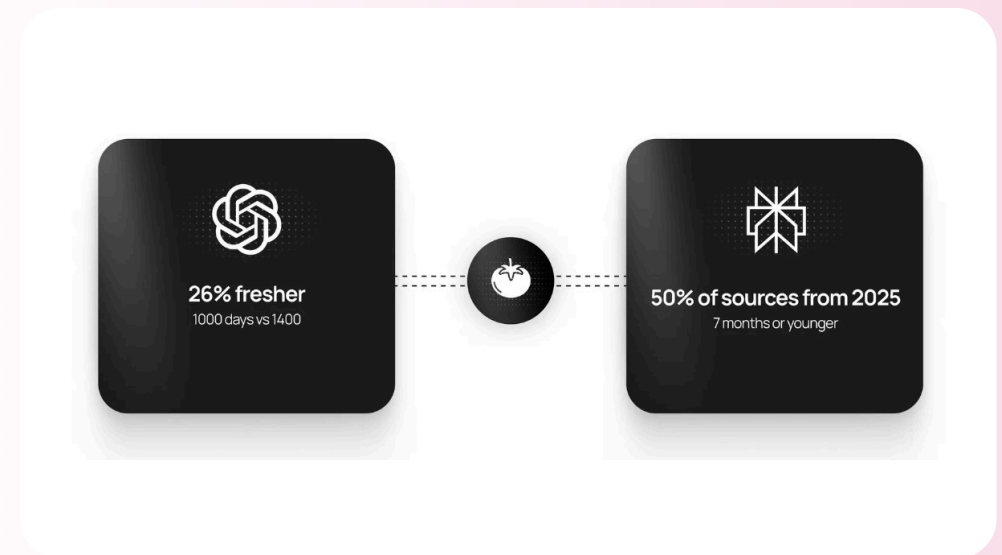 26% fresher
1000 days vs 1400
50% of sources from 2025
7 months or younger